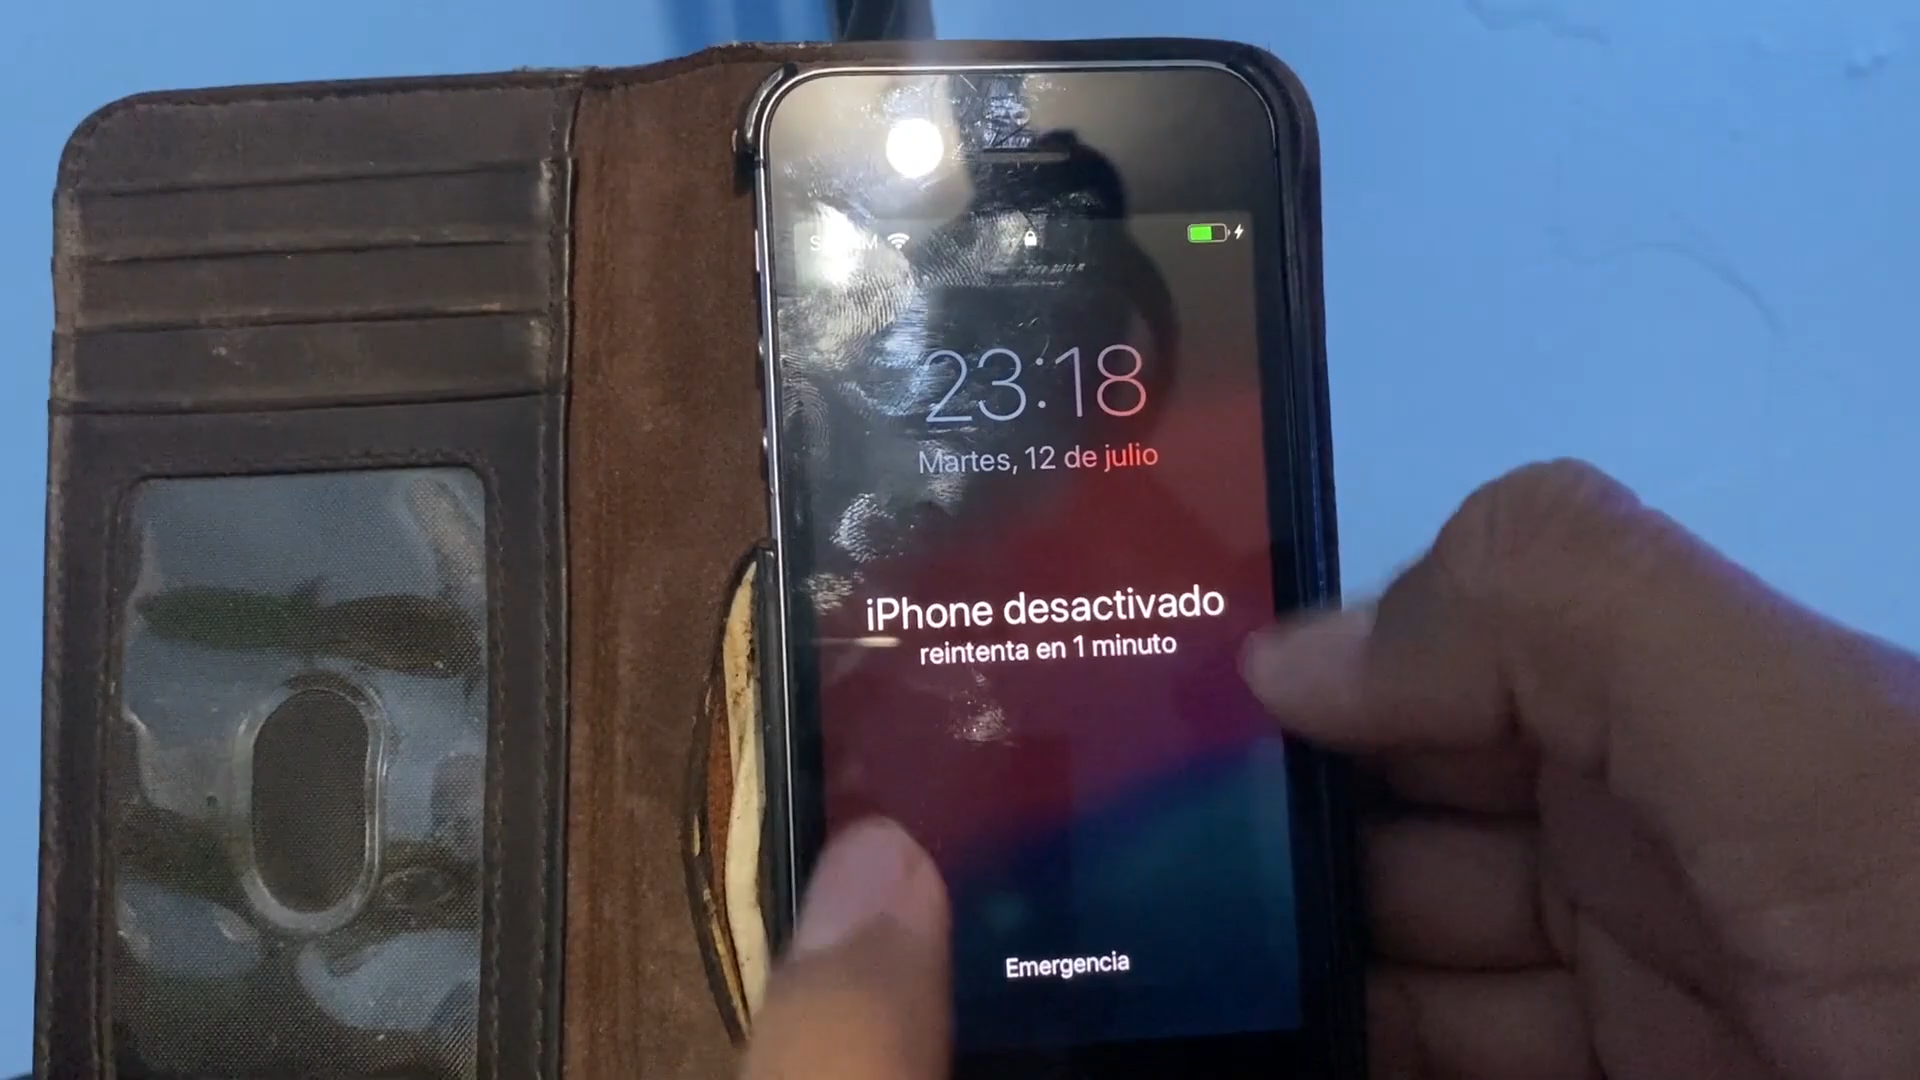 23:18
Martes, 12 de julio
iPhone desactivado
reintenta en 1 minuto
Emergencia